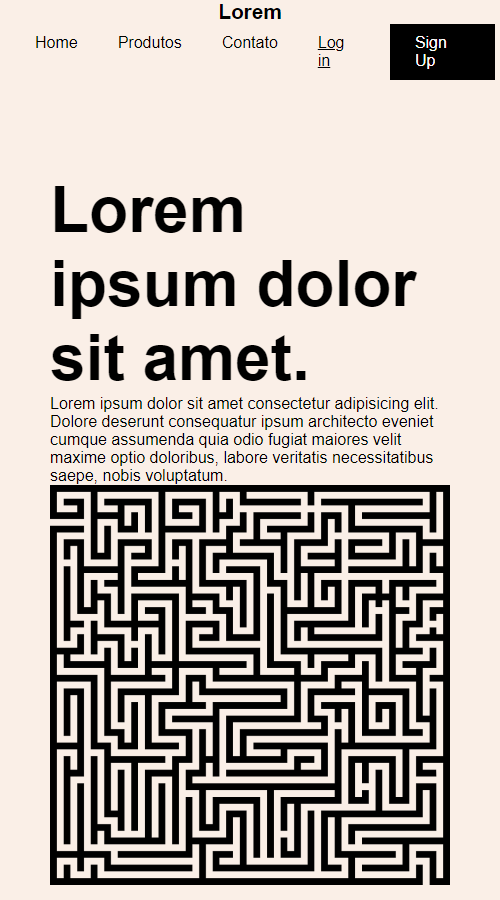 Lorem
Home Produtos Contato Log in Sign Up
Lorem
ipsum dolor
sit amet.
Lorem ipsum dolor sit amet consectetur adipisicing elit.
Dolore deserunt consequatur ipsum architecto eveniet
cumque assumenda quia odio fugiat maiores velit
maxime optio doloribus, labore veritatis necessitatibus
saepe, nobis voluptatum.